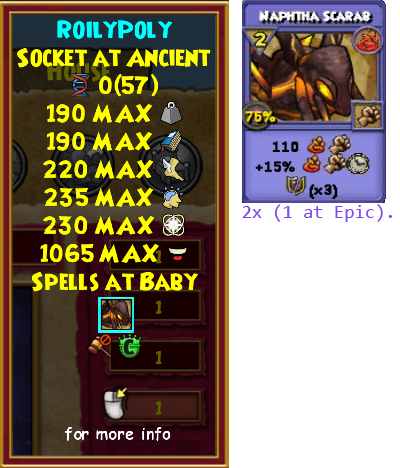 ROILYPOLY
SOCKET AT ANCIENT
HOUSE
0(57)
190 MAX
190 MAX
220 MAX
235 MAX
230 MAX
1065 MAX
1
SPELLS AT BABY
1
1
G
1
for more info
NAPHTHA SCARAB
2
75%
110
+15%
(x3)
2x (1 at Epic).